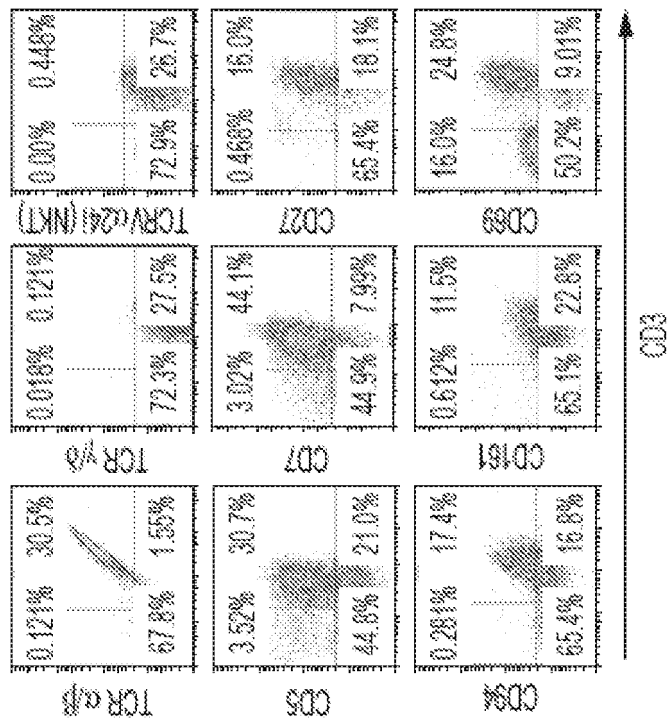 TCR α/β
0.121% 30.5%
67.8% 1.55%
TCR γ/δ
0.018% 0.121%
72.3% 27.5%
TCRVα24i (NKT)
0.00% 0.448%
72.9% 26.7%
CD5
3.52% 30.7%
44.8% 21.0%
CD7
3.02% 44.1%
44.9% 7.99%
CD27
0.468% 16.0%
65.4% 18.1%
CD94
0.281% 17.4%
65.4% 16.8%
CD161
0.612% 11.5%
65.1% 22.8%
CD69
16.0% 24.8%
50.2% 9.01%
CD3